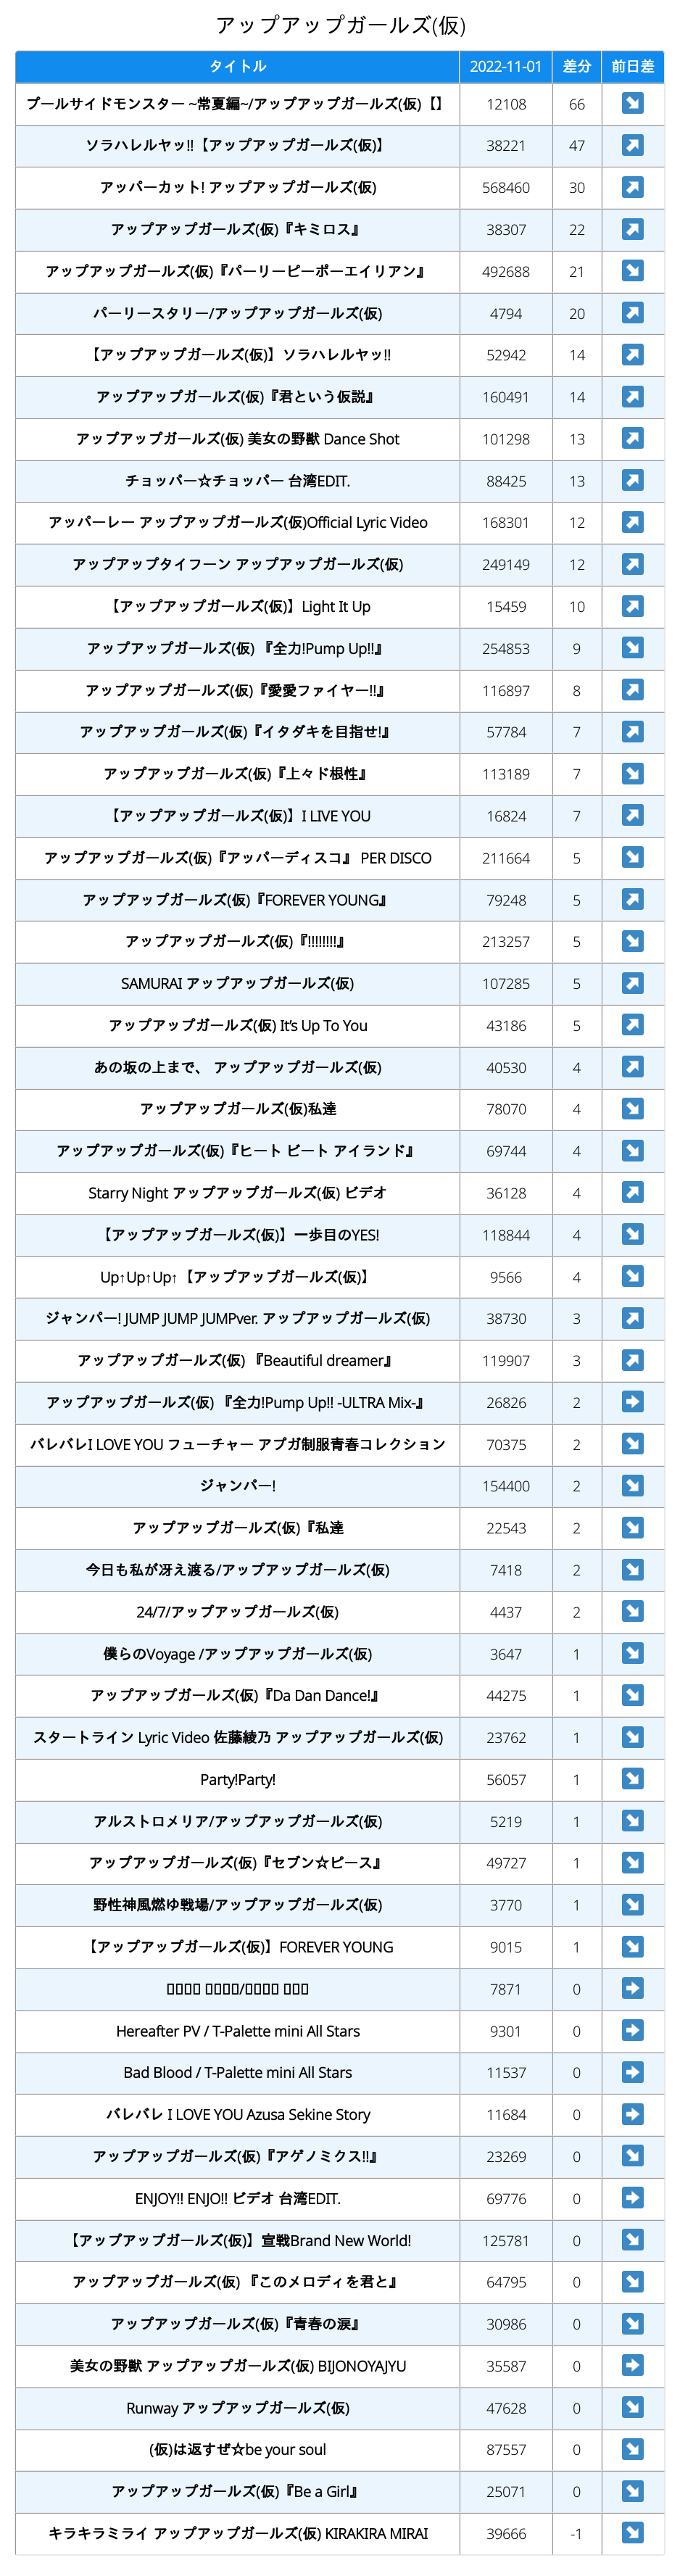 アップアップガールズ(仮)
タイトル 2022-11-01 差分 前日差
プールサイドモンスター ~常夏編~/アップアップガールズ(仮)【】 12108 66 ↘
ソラハレルヤッ!!【アップアップガールズ(仮)】 38221 47 ↗
アッパーカット! アップアップガールズ(仮) 568460 30 ↗
アップアップガールズ(仮)『キミロス』 38307 22 ↗
アップアップガールズ(仮)『パーリーピーポーエイリアン』 492688 21 ↘
パーリースタリー/アップアップガールズ(仮) 4794 20 ↗
【アップアップガールズ(仮)】ソラハレルヤッ!! 52942 14 ↗
アップアップガールズ(仮)『君という仮説』 160491 14 ↗
アップアップガールズ(仮) 美女の野獣 Dance Shot 101298 13 ↗
チョッパー☆チョッパー 台湾EDIT. 88425 13 ↗
アッパーレー アップアップガールズ(仮)Official Lyric Video 168301 12 ↗
アップアップタイフーン アップアップガールズ(仮) 249149 12 ↗
【アップアップガールズ(仮)】Light It Up 15459 10 ↗
アップアップガールズ(仮) 『全力!Pump Up!!』 254853 9 ↘
アップアップガールズ(仮)『愛愛ファイヤー!!』 116897 8 ↗
アップアップガールズ(仮)『イタダキを目指せ!』 57784 7 ↗
アップアップガールズ(仮)『上々ド根性』 113189 7 ↘
【アップアップガールズ(仮)】I LIVE YOU 16824 7 ↗
アップアップガールズ(仮)『アッパーディスコ』 PER DISCO 211664 5 ↘
アップアップガールズ(仮)『FOREVER YOUNG』 79248 5 ↗
アップアップガールズ(仮)『!!!!!!!!』 213257 5 ↘
SAMURAI アップアップガールズ(仮) 107285 5 ↗
アップアップガールズ(仮) It's Up To You 43186 5 ↗
あの坂の上まで、 アップアップガールズ(仮) 40530 4 ↗
アップアップガールズ(仮)私達 78070 4 ↘
アップアップガールズ(仮)『ヒート ビート アイランド』 69744 4 ↘
Starry Night アップアップガールズ(仮) ビデオ 36128 4 ↗
【アップアップガールズ(仮)】一歩目のYES! 118844 4 ↘
Up↑Up↑Up↑【アップアップガールズ(仮)】 9566 4 ↘
ジャンパー! JUMP JUMP JUMPver. アップアップガールズ(仮) 38730 3 ↗
アップアップガールズ(仮) 『Beautiful dreamer』 119907 3 ↗
アップアップガールズ(仮) 『全力!Pump Up!! -ULTRA Mix-』 26826 2 ➡
バレバレI LOVE YOU フューチャー アプガ制服青春コレクション 70375 2 ↘
ジャンパー! 154400 2 ↘
アップアップガールズ(仮)『私達 22543 2 ↘
今日も私が冴え渡る/アップアップガールズ(仮) 7418 2 ↘
24/7/アップアップガールズ(仮) 4437 2 ↘
僕らのVoyage /アップアップガールズ(仮) 3647 1 ↘
アップアップガールズ(仮)『Da Dan Dance!』 44275 1 ↘
スタートライン Lyric Video 佐藤綾乃 アップアップガールズ(仮) 23762 1 ↘
Party!Party! 56057 1 ↘
アルストロメリア/アップアップガールズ(仮) 5219 1 ↘
アップアップガールズ(仮)『セブン☆ピース』 49727 1 ↘
野性神風燃ゆ戦場/アップアップガールズ(仮) 3770 1 ↘
【アップアップガールズ(仮)】FOREVER YOUNG 9015 1 ↘
7871 0 ➡
Hereafter PV / T-Palette mini All Stars 9301 0 ➡
Bad Blood / T-Palette mini All Stars 11537 0 ➡
バレバレ I LOVE YOU Azusa Sekine Story 11684 0 ➡
アップアップガールズ(仮)『アゲノミクス!!』 23269 0 ↘
ENJOY!! ENJO!! ビデオ 台湾EDIT. 69776 0 ➡
【アップアップガールズ(仮)】宣戦Brand New World! 125781 0 ↘
アップアップガールズ(仮) 『このメロディを君と』 64795 0 ↘
アップアップガールズ(仮)『青春の涙』 30986 0 ↘
美女の野獣 アップアップガールズ(仮) BIJONOYAJYU 35587 0 ➡
Runway アップアップガールズ(仮) 47628 0 ↘
(仮)は返すぜ☆be your soul 87557 0 ↘
アップアップガールズ(仮)『Be a Girl』 25071 0 ↘
キラキラミライ アップアップガールズ(仮) KIRAKIRA MIRAI 39666 -1 ↘